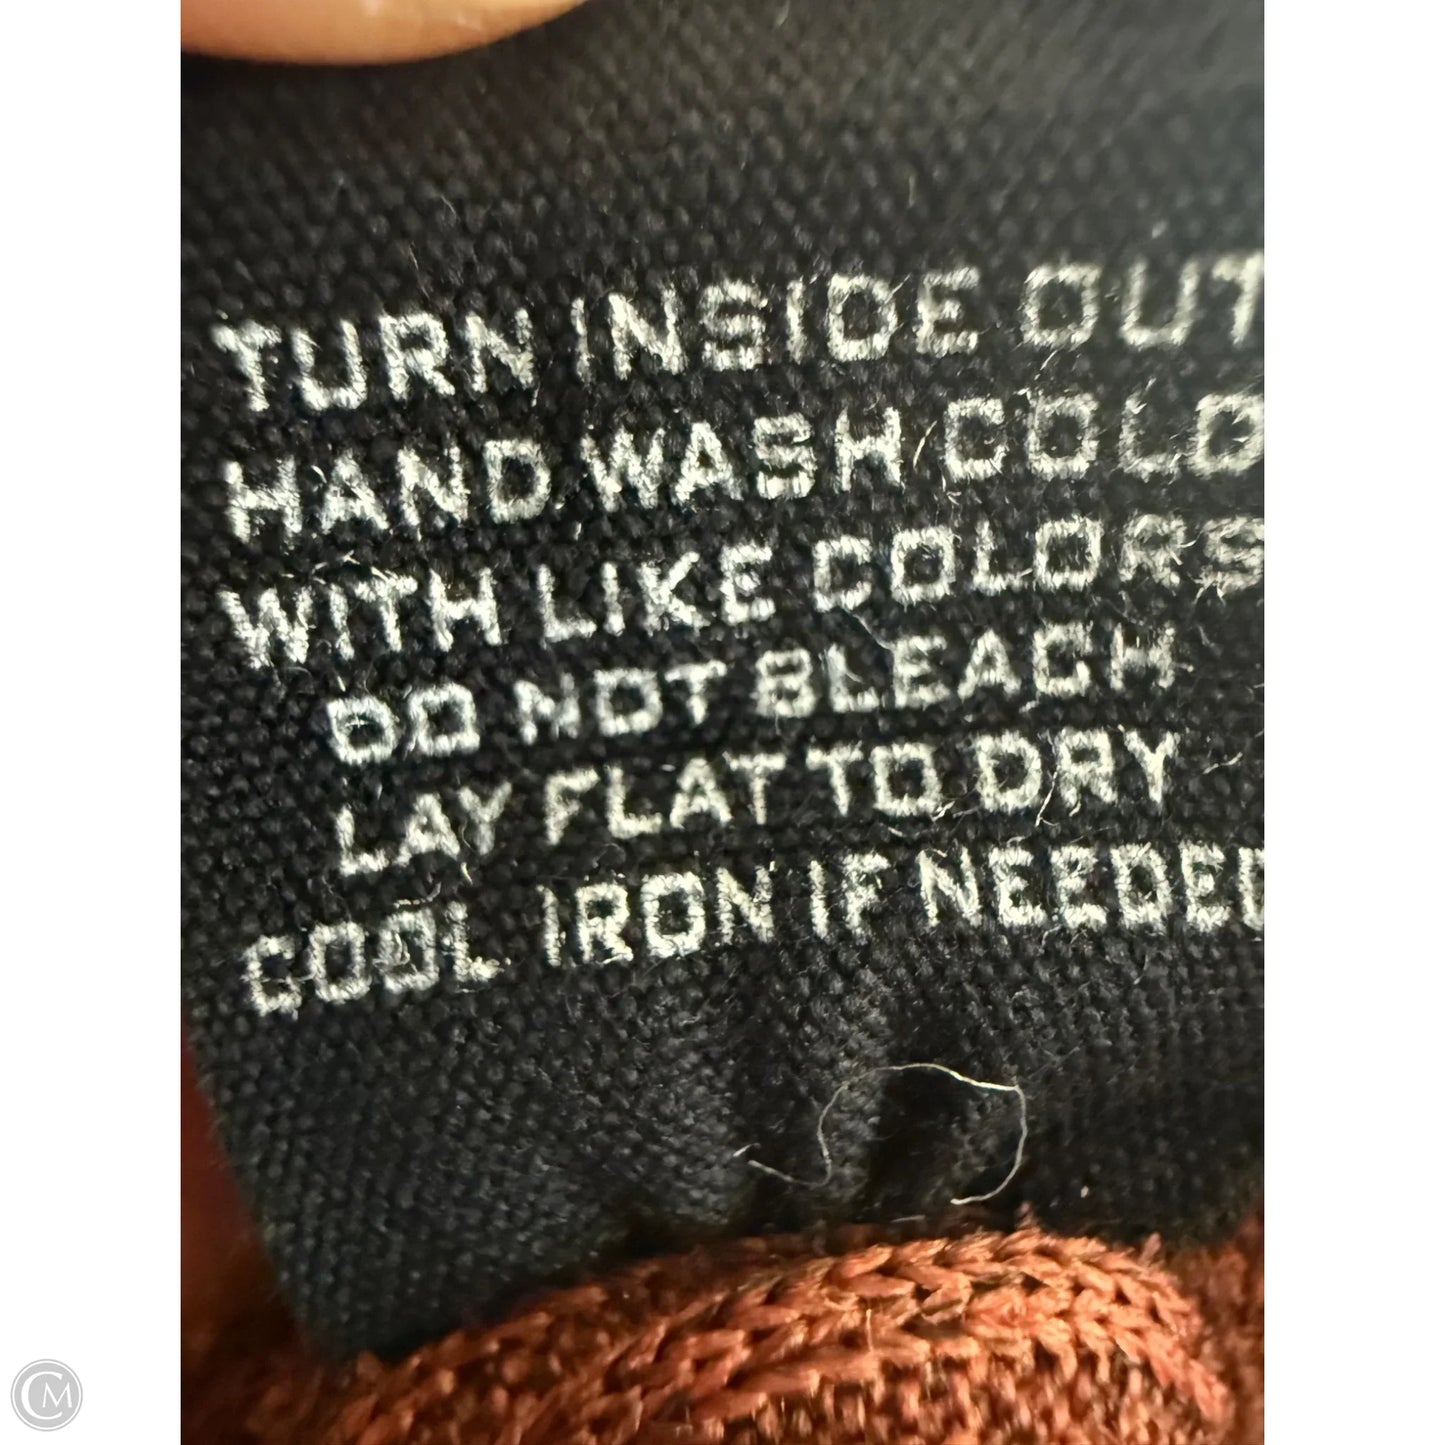 TURN INSIDE OUT
HAND WASH COLD
WITH LIKE COLORS
DO NOT BLEACH
LAY FLAT TO DRY
COOL IRON IF NEEDED
CM